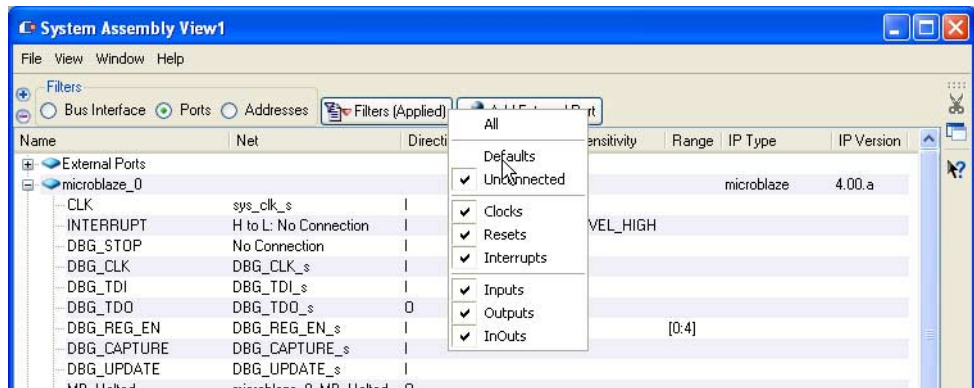 System Assembly View1
File View Window Help
Filters
Bus Interface Ports Addresses Filters (Applied)
Name Net IP Type IP Version Range
All
Defaults
Unconnected
Clocks
Resets
Interrupts
Inputs
Outputs
InOuts
External Ports
microblaze_0 microblaze 4.00.a
CLK sys_clk_s I
INTERRUPT H to L: No Connection I
DBG_STOP No Connection I
DBG_CLK DBG_CLK_s I
DBG_TDI DBG_TDI_s I
DBG_TDO DBG_TDO_s O
DBG_REG_EN DBG_REG_EN_s I [0:4]
DBG_CAPTURE DBG_CAPTURE_s I
DBG_UPDATE DBG_UPDATE_s I